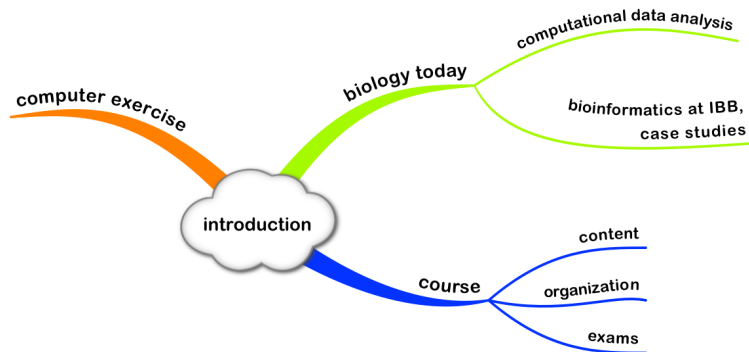 computational data analysis
biology today
computer exercise
bioinformatics at IBB,
case studies
introduction
content
course
organization
exams